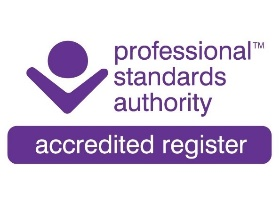 professional™
standards
authority
accredited register